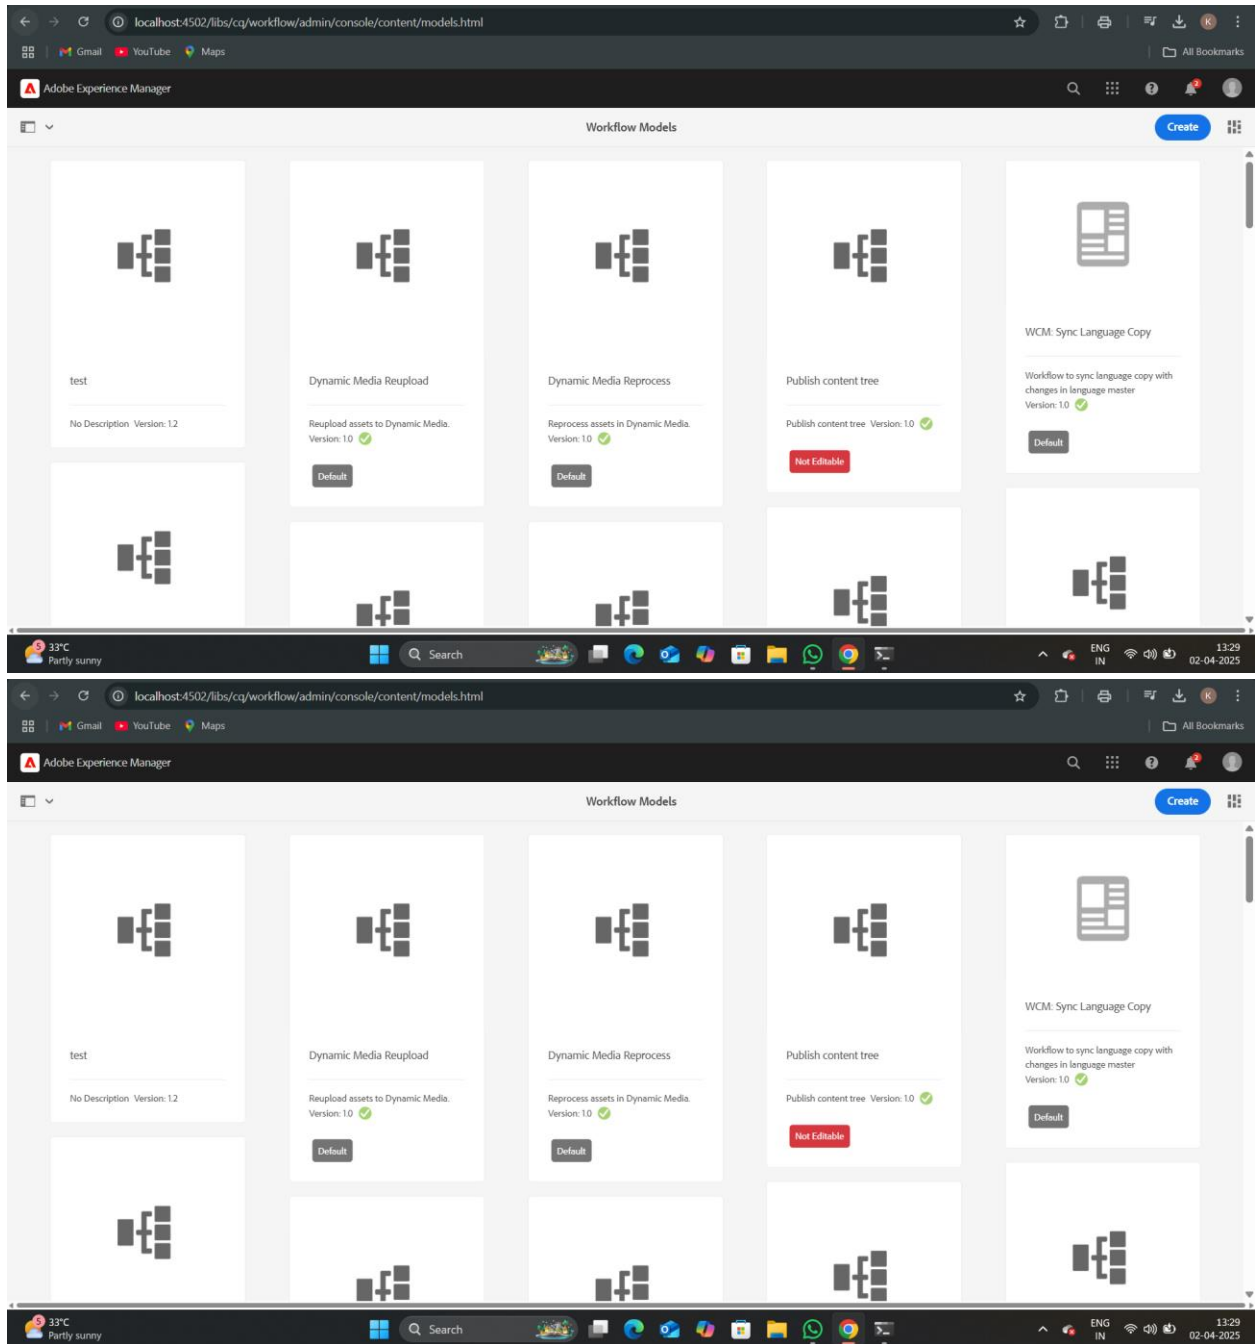 localhost:4502/libs/cq/workflow/admin/console/content/models.html
K
Gmail YouTube Maps All Bookmarks
Adobe Experience Manager
2
Workflow Models
Create
test
No Description Version: 1.2
Dynamic Media Reupload
Reupload assets to Dynamic Media.
Version: 1.0
Default
Dynamic Media Reprocess
Reprocess assets in Dynamic Media.
Version: 1.0
Default
Publish content tree
Publish content tree Version: 1.0
Not Editable
WCM: Sync Language Copy
Workflow to sync language copy with
changes in language master
Version: 1.0
Default
5
33°C
Partly sunny
Search
ENG
IN
13:29
02-04-2025
localhost:4502/libs/cq/workflow/admin/console/content/models.html
K
Gmail YouTube Maps All Bookmarks
Adobe Experience Manager
2
Workflow Models
Create
test
No Description Version: 1.2
Dynamic Media Reupload
Reupload assets to Dynamic Media.
Version: 1.0
Default
Dynamic Media Reprocess
Reprocess assets in Dynamic Media.
Version: 1.0
Default
Publish content tree
Publish content tree Version: 1.0
Not Editable
WCM: Sync Language Copy
Workflow to sync language copy with
changes in language master
Version: 1.0
Default
5
33°C
Partly sunny
Search
ENG
IN
13:29
02-04-2025